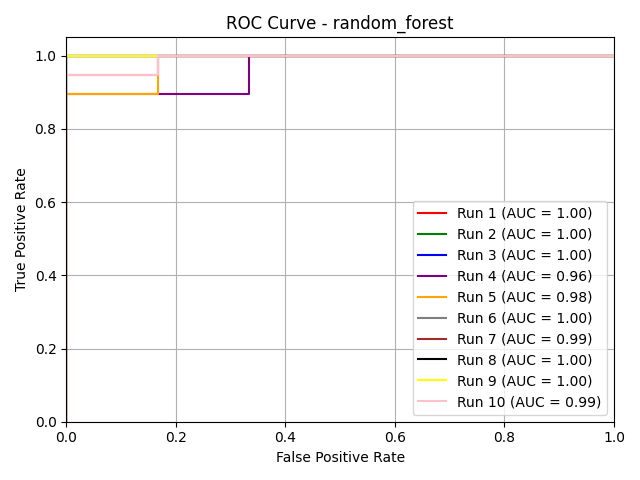 ROC Curve - random_forest
True Positive Rate
1.0
0.8
0.6
0.4
0.2
0.0
Run 1 (AUC = 1.00)
Run 2 (AUC = 1.00)
Run 3 (AUC = 1.00)
Run 4 (AUC = 0.96)
Run 5 (AUC = 0.98)
Run 6 (AUC = 1.00)
Run 7 (AUC = 0.99)
Run 8 (AUC = 1.00)
Run 9 (AUC = 1.00)
Run 10 (AUC = 0.99)
0.0 0.2 0.4 0.6 0.8 1.0
False Positive Rate